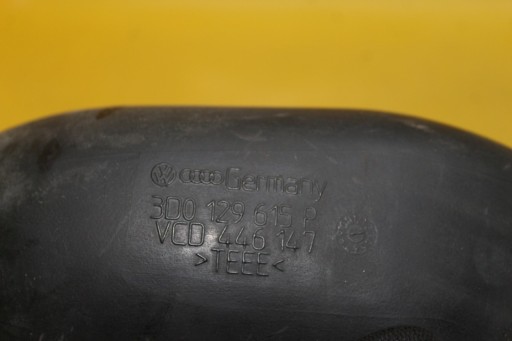 Germany
3D0 129 615 P
VCD 446 147
>TEEE<